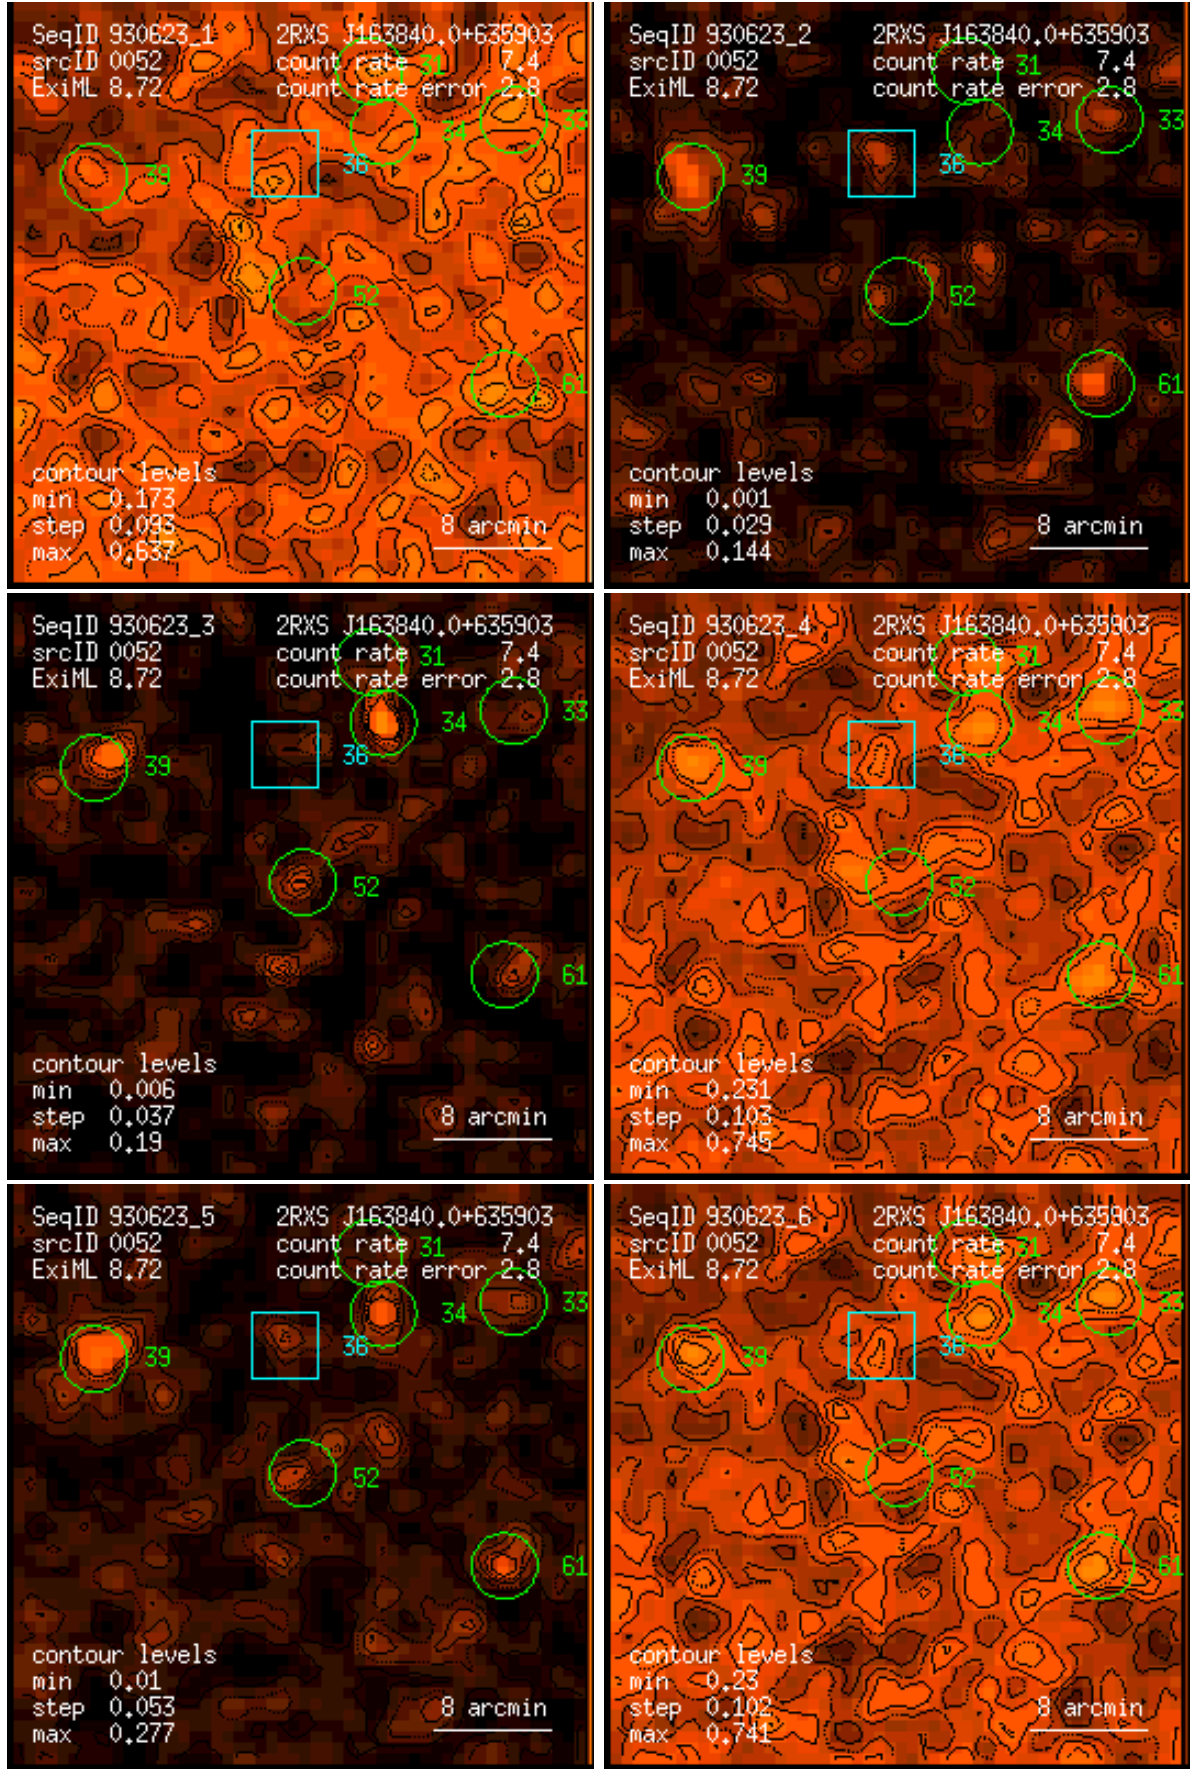 SeqID 930623_1 2RXS J163840.0+635903
srcID 0052 count rate 31 7.4
ExiML 8.72 count rate error 2.8
33
34
36
39
52
61
contour levels
min 0.173
step 0.093 8 arcmin
max 0.637
SeqID 930623_2 2RXS J163840.0+635903
srcID 0052 count rate 31 7.4
ExiML 8.72 count rate error 2.8
33
34
36
39
52
61
contour levels
min 0.001
step 0.029 8 arcmin
max 0.144
SeqID 930623_3 2RXS J163840.0+635903
srcID 0052 count rate 31 7.4
ExiML 8.72 count rate error 2.8
33
34
36
39
52
61
contour levels
min 0.006
step 0.037 8 arcmin
max 0.19
SeqID 930623_4 2RXS J163840.0+635903
srcID 0052 count rate 31 7.4
ExiML 8.72 count rate error 2.8
33
34
36
39
52
61
contour levels
min 0.231
step 0.103 8 arcmin
max 0.745
SeqID 930623_5 2RXS J163840.0+635903
srcID 0052 count rate 31 7.4
ExiML 8.72 count rate error 2.8
33
34
36
39
52
61
contour levels
min 0.01
step 0.053 8 arcmin
max 0.277
SeqID 930623_6 2RXS J163840.0+635903
srcID 0052 count rate 31 7.4
ExiML 8.72 count rate error 2.8
33
34
36
39
52
61
contour levels
min 0.23
step 0.102 8 arcmin
max 0.741